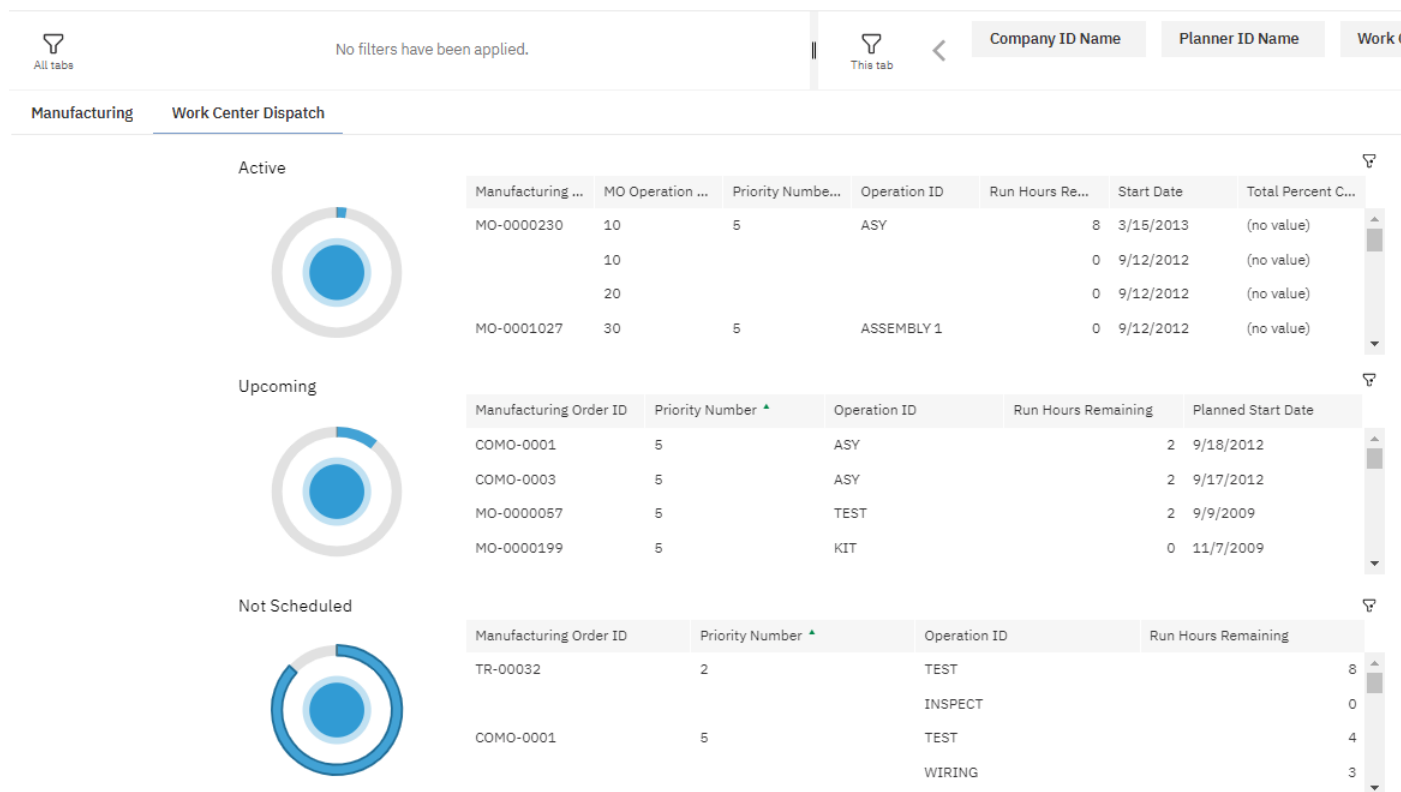 No filters have been applied.
All tabs
This tab
Company ID Name
Planner ID Name
Work
Manufacturing
Work Center Dispatch
Active
Manufacturing ... MO Operation ... Priority Numbe... Operation ID Run Hours Re... Start Date Total Percent C...
MO-0000230 10 5 ASY 8 3/15/2013 (no value)
10 0 9/12/2012 (no value)
20 0 9/12/2012 (no value)
MO-0001027 30 5 ASSEMBLY 1 0 9/12/2012 (no value)
Upcoming
Manufacturing Order ID Priority Number Operation ID Run Hours Remaining Planned Start Date
COMO-0001 5 ASY 2 9/18/2012
COMO-0003 5 ASY 2 9/17/2012
MO-0000057 5 TEST 2 9/9/2009
MO-0000199 5 KIT 0 11/7/2009
Not Scheduled
Manufacturing Order ID Priority Number Operation ID Run Hours Remaining
TR-00032 2 TEST 8
INSPECT 0
COMO-0001 5 TEST 4
WIRING 3